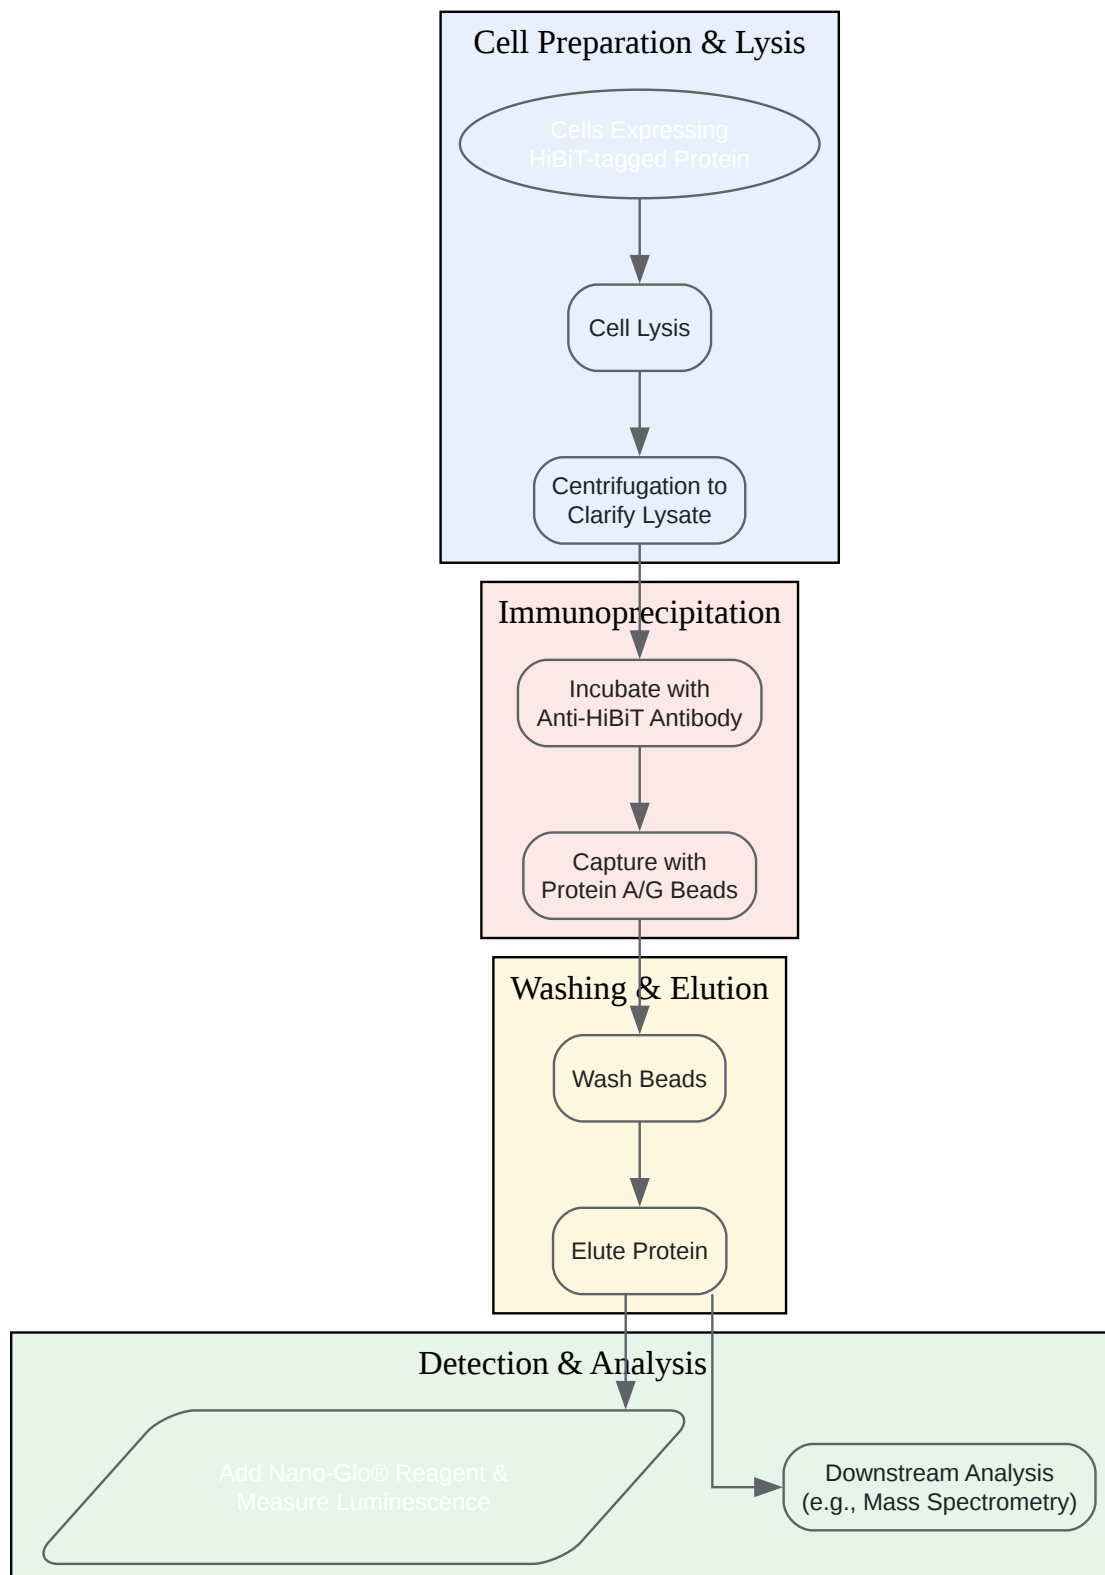 Cell Preparation & Lysis
Cells Expressing
HiBiT-tagged Protein
Cell Lysis
Centrifugation to
Clarify Lysate
Immunoprecipitation
Incubate with
Anti-HiBiT Antibody
Capture with
Protein A/G Beads
Washing & Elution
Wash Beads
Elute Protein
Detection & Analysis
Add Nano-Glo® Reagent &
Measure Luminescence
Downstream Analysis
(e.g., Mass Spectrometry)